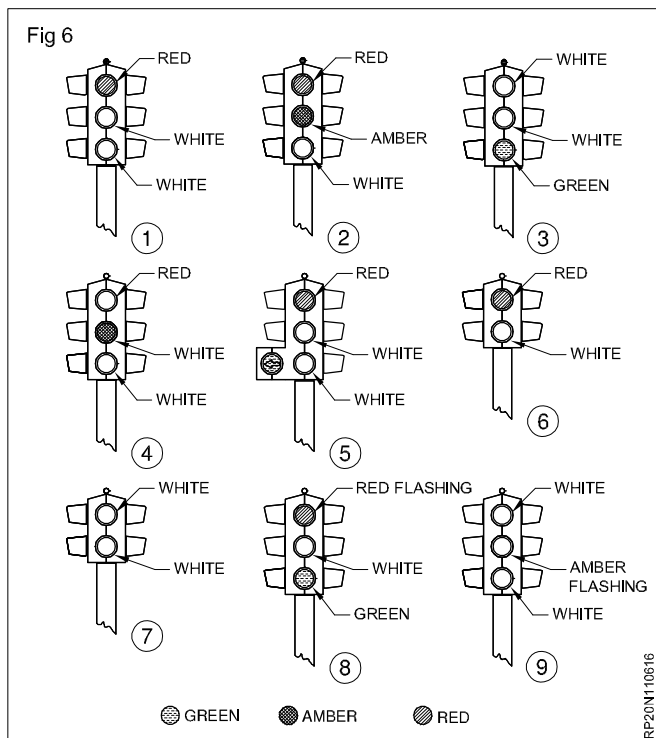 Fig 6
RED
WHITE
WHITE
1
RED
AMBER
WHITE
2
WHITE
WHITE
GREEN
3
RED
WHITE
WHITE
4
RED
WHITE
WHITE
5
RED
WHITE
6
WHITE
WHITE
7
RED FLASHING
WHITE
GREEN
8
WHITE
AMBER
FLASHING
WHITE
9
GREEN
AMBER
RED
RP20N110616